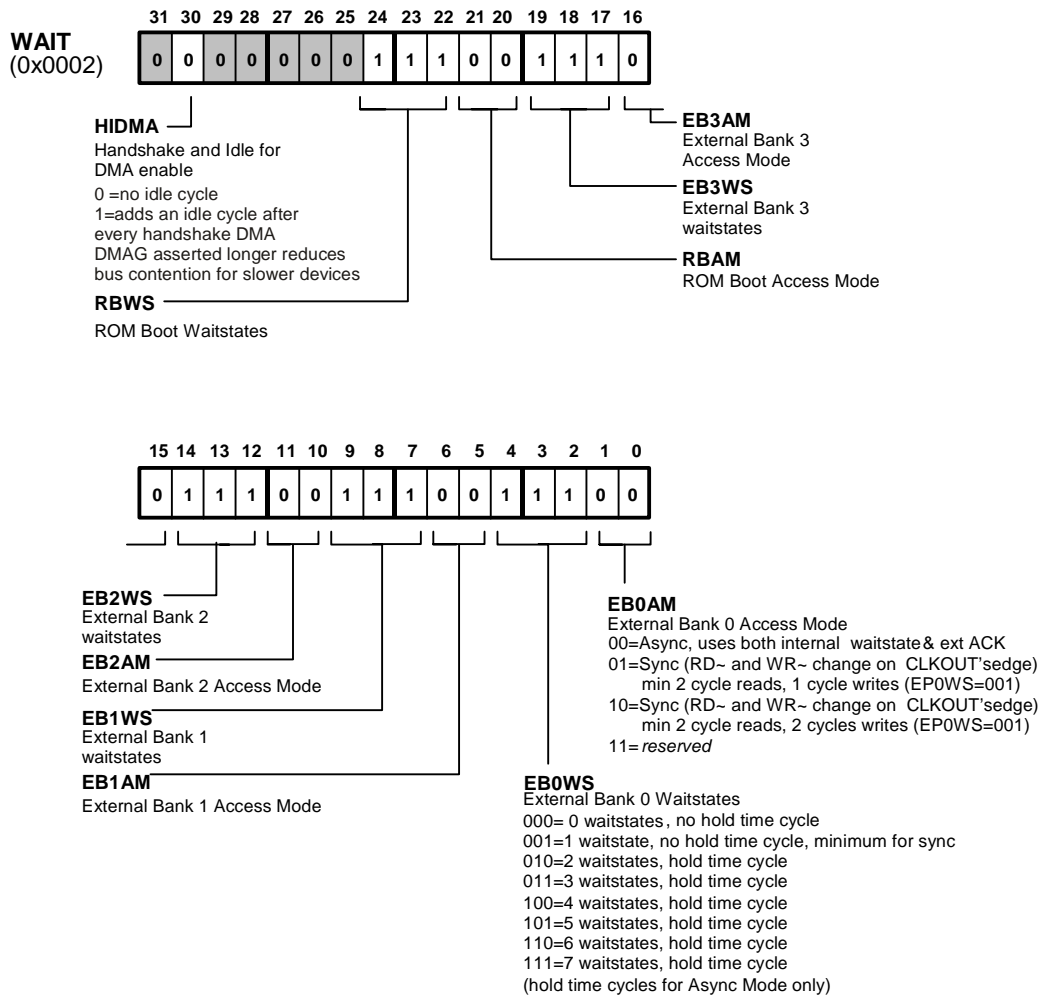 31 30 29 28 27 26 25 24 23 22 21 20 19 18 17 16
WAIT
(0x0002)
0 0 0 0 0 0 0 1 1 1 0 0 1 1 1 0
HIDMA
Handshake and Idle for
DMA enable
0 =no idle cycle
1=adds an idle cycle after
every handshake DMA
DMAG asserted longer reduces
bus contention for slower devices
RBWS
ROM Boot Waitstates
EB3AM
External Bank 3
Access Mode
EB3WS
External Bank 3
waitstates
RBAM
ROM Boot Access Mode
15 14 13 12 11 10 9 8 7 6 5 4 3 2 1 0
0 1 1 1 0 0 1 1 1 0 0 1 1 1 0 0
EB2WS
External Bank 2
waitstates
EB2AM
External Bank 2 Access Mode
EB1WS
External Bank 1
waitstates
EB1AM
External Bank 1 Access Mode
EB0AM
External Bank 0 Access Mode
00=Async, uses both internal waitstate & ext ACK
01=Sync (RD~ and WR~ change on CLKOUT'sedge)
min 2 cycle reads, 1 cycle writes (EP0WS=001)
10=Sync (RD~ and WR~ change on CLKOUT'sedge)
min 2 cycle reads, 2 cycles writes (EP0WS=001)
11= reserved
EB0WS
External Bank 0 Waitstates
000= 0 waitstates, no hold time cycle
001=1 waitstate, no hold time cycle, minimum for sync
010=2 waitstates, hold time cycle
011=3 waitstates, hold time cycle
100=4 waitstates, hold time cycle
101=5 waitstates, hold time cycle
110=6 waitstates, hold time cycle
111=7 waitstates, hold time cycle
(hold time cycles for Async Mode only)